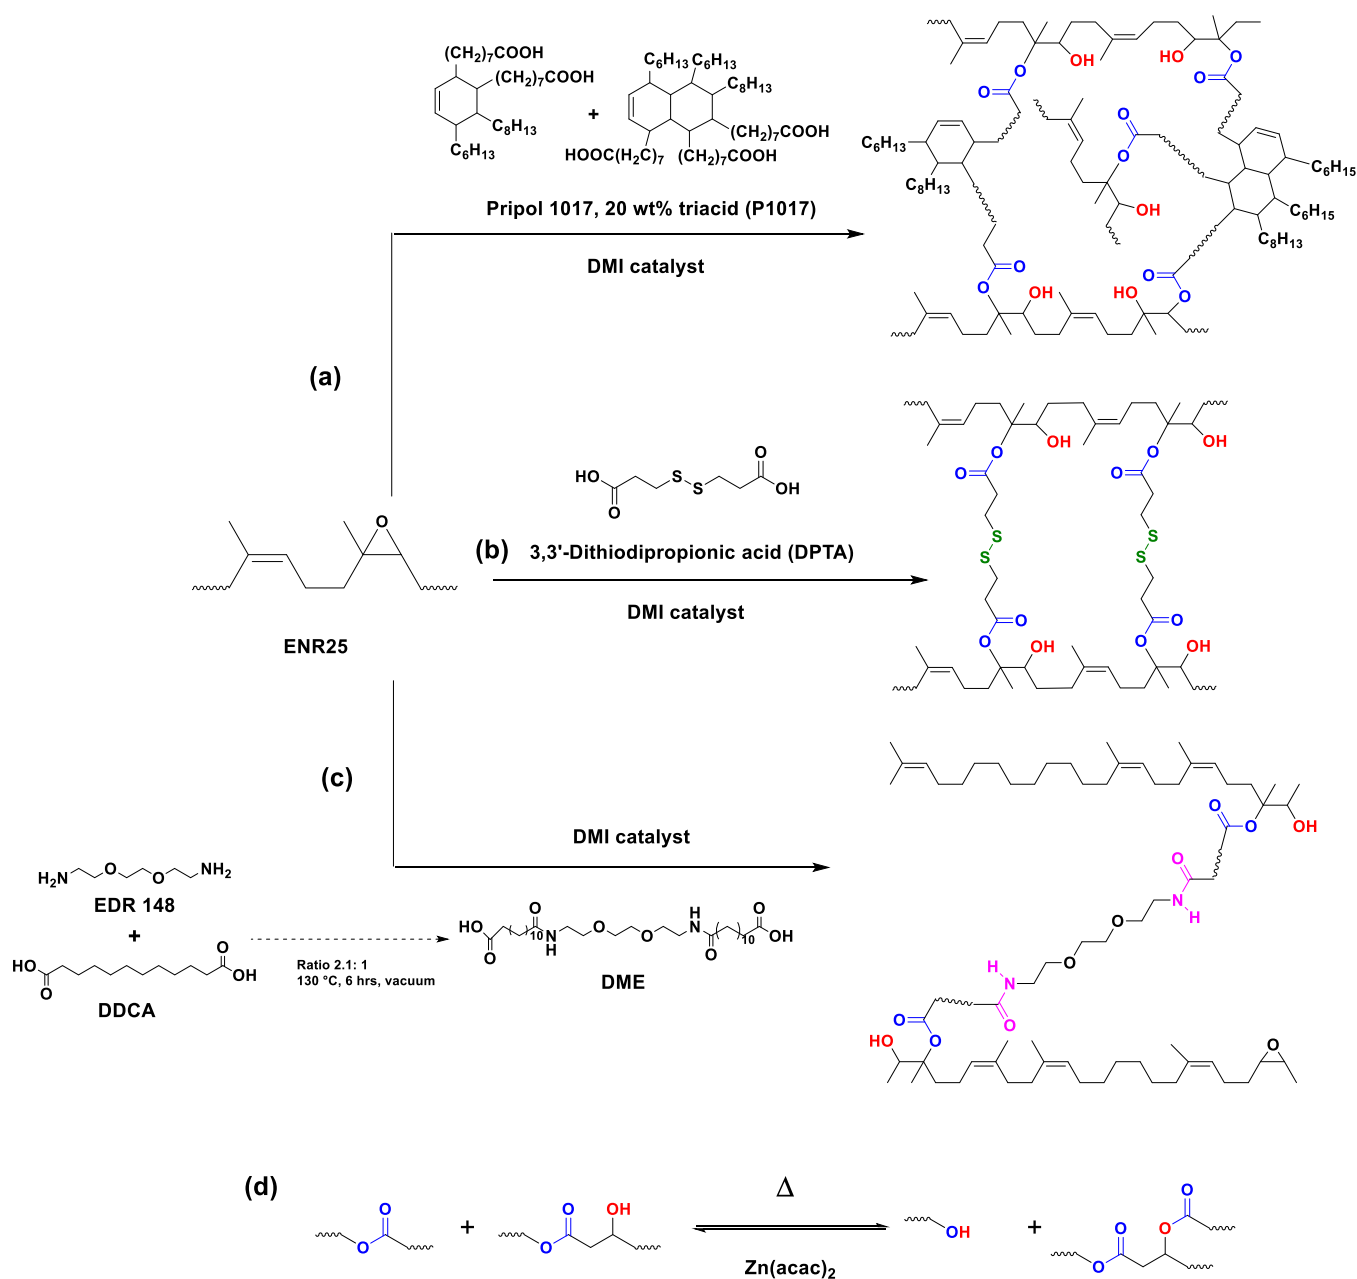 (CH₂)₇COOH
(CH₂)₇COOH
C₈H₁₃
C₆H₁₃
+
C₆H₁₃
C₆H₁₃
C₈H₁₃
(CH₂)₇COOH
HOOC(H₂C)₇
(CH₂)₇COOH
Pripol 1017, 20 wt% triacid (P1017)
DMI catalyst
OH
HO
O
O
O
O
O
O
OH
C₆H₁₃
C₈H₁₃
C₆H₁₅
C₆H₁₅
C₈H₁₃
O
O
OH
HO
O
O
(a)
HO
O
S
S
O
OH
(b)
3,3'-Dithiodipropionic acid (DPTA)
DMI catalyst
OH
OH
O
O
O
O
S
S
S
S
O
O
O
O
OH
HO
O
ENR25
(c)
DMI catalyst
O
O
OH
O
N
H
O
O
H
N
O
O
O
HO
O
H₂N
O
O
NH₂
EDR 148
+
HO
O
O
OH
DDCA
Ratio 2.1: 1
130 °C, 6 hrs, vacuum
HO
O
10
O
N
H
O
O
H
N
O
10
O
OH
DME
(d)
O
O
+
O
O
OH
Δ
Zn(acac)₂
OH
+
O
O
O
O